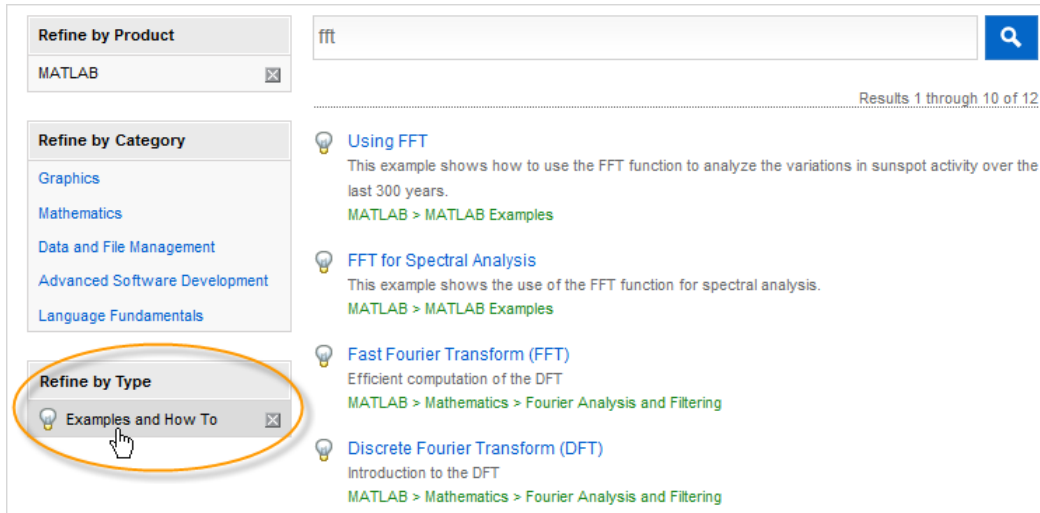 Refine by Product
MATLAB
Refine by Category
Graphics
Mathematics
Data and File Management
Advanced Software Development
Language Fundamentals
Refine by Type
Examples and How To
fft
Results 1 through 10 of 12
Using FFT
This example shows how to use the FFT function to analyze the variations in sunspot activity over the
last 300 years.
MATLAB > MATLAB Examples
FFT for Spectral Analysis
This example shows the use of the FFT function for spectral analysis.
MATLAB > MATLAB Examples
Fast Fourier Transform (FFT)
Efficient computation of the DFT
MATLAB > Mathematics > Fourier Analysis and Filtering
Discrete Fourier Transform (DFT)
Introduction to the DFT
MATLAB > Mathematics > Fourier Analysis and Filtering